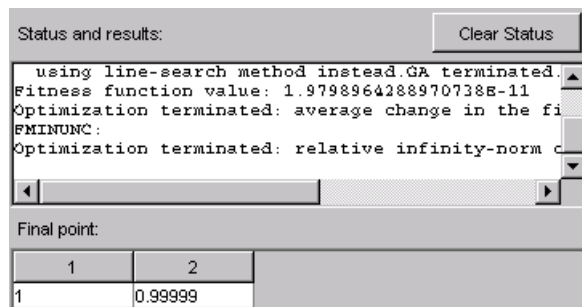 Status and results:
Clear Status
using line-search method instead.GA terminated.
Fitness function value: 1.9798964288970738E-11
Optimization terminated: average change in the fi
FMINUNC:
Optimization terminated: relative infinity-norm
Final point:
1 2
1 0.99999